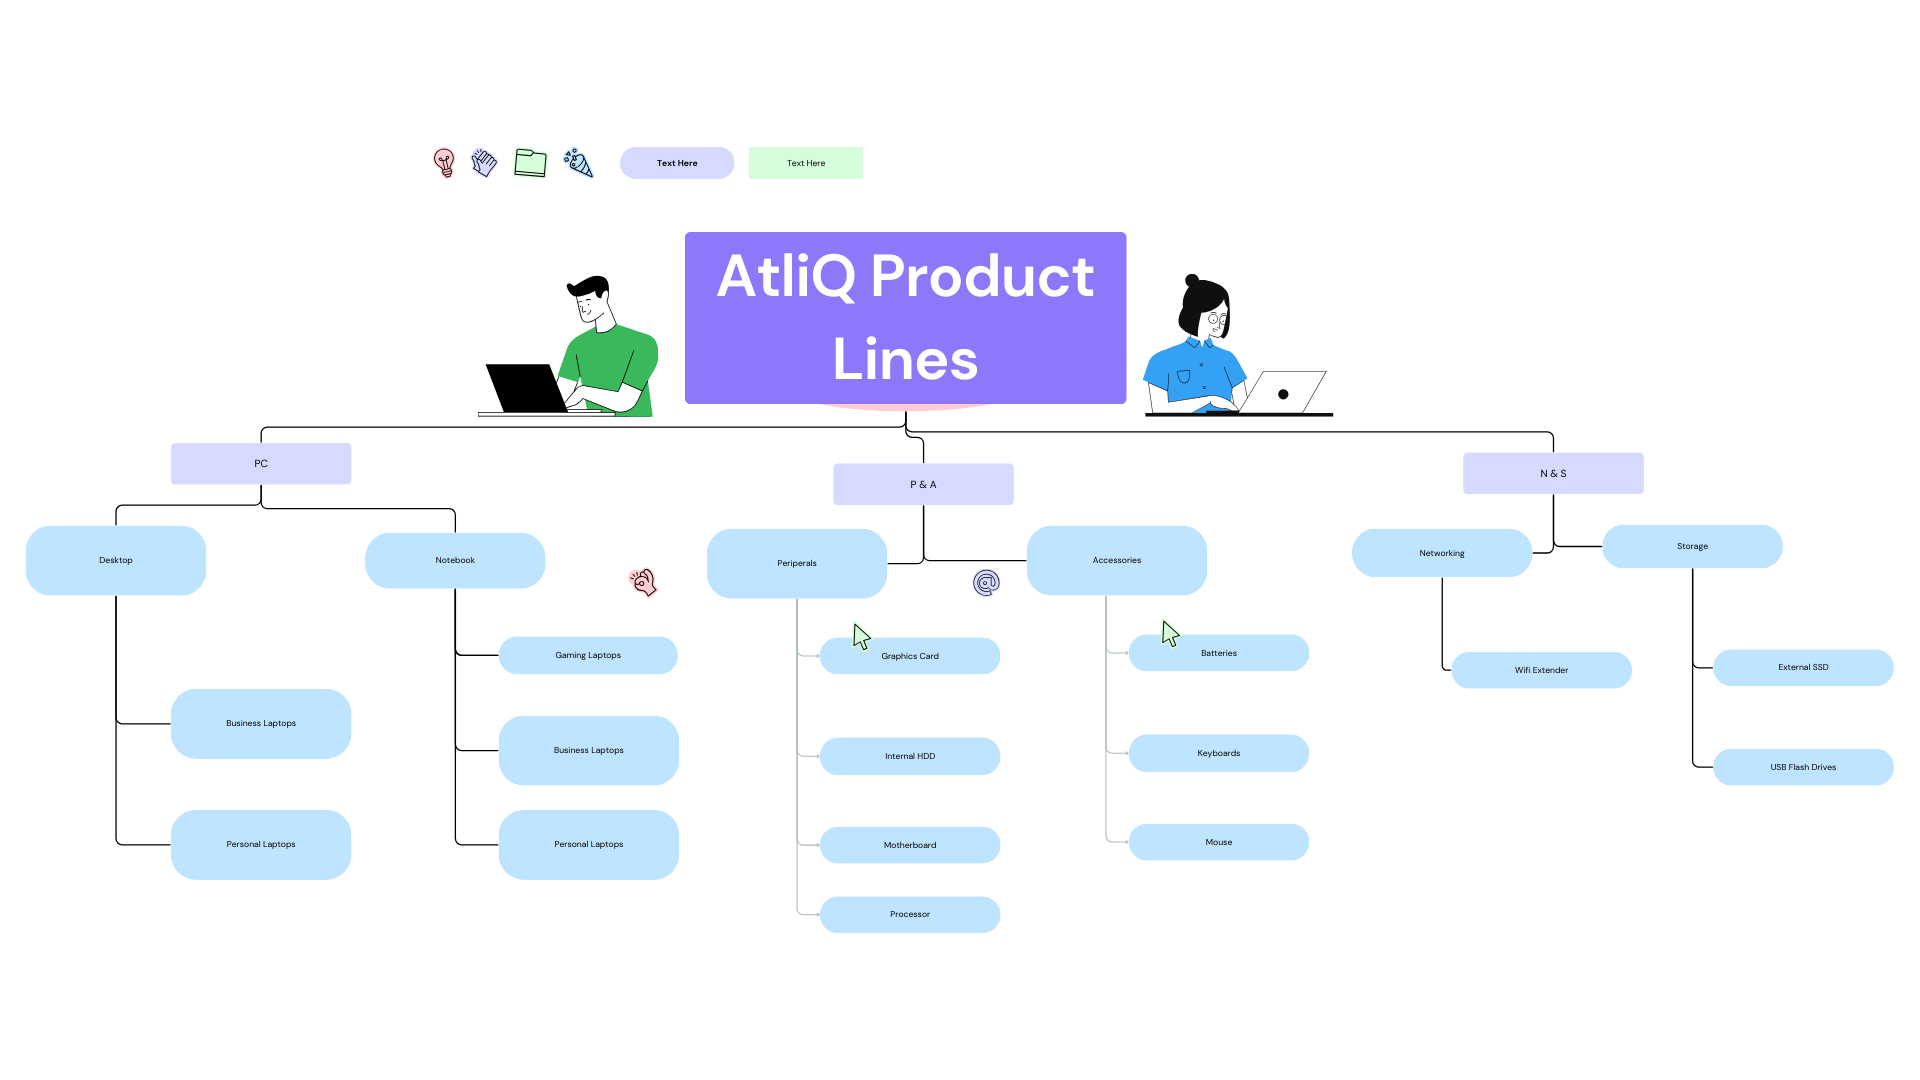 Text Here
Text Here
AtliQ Product
Lines
PC
P & A
N & S
Desktop
Notebook
Periperals
Accessories
Networking
Storage
Gaming Laptops
Graphics Card
Batteries
Wifi Extender
External SSD
Business Laptops
Business Laptops
Internal HDD
Keyboards
USB Flash Drives
Personal Laptops
Personal Laptops
Motherboard
Mouse
Processor